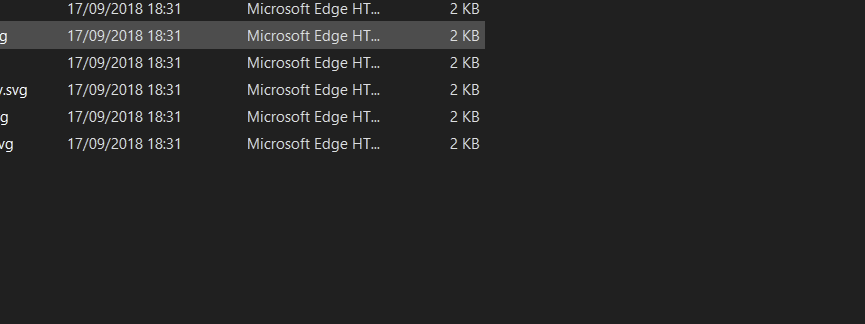 17/09/2018 18:31 Microsoft Edge HT... 2 KB
g 17/09/2018 18:31 Microsoft Edge HT... 2 KB
17/09/2018 18:31 Microsoft Edge HT... 2 KB
.svg 17/09/2018 18:31 Microsoft Edge HT... 2 KB
g 17/09/2018 18:31 Microsoft Edge HT... 2 KB
vg 17/09/2018 18:31 Microsoft Edge HT... 2 KB